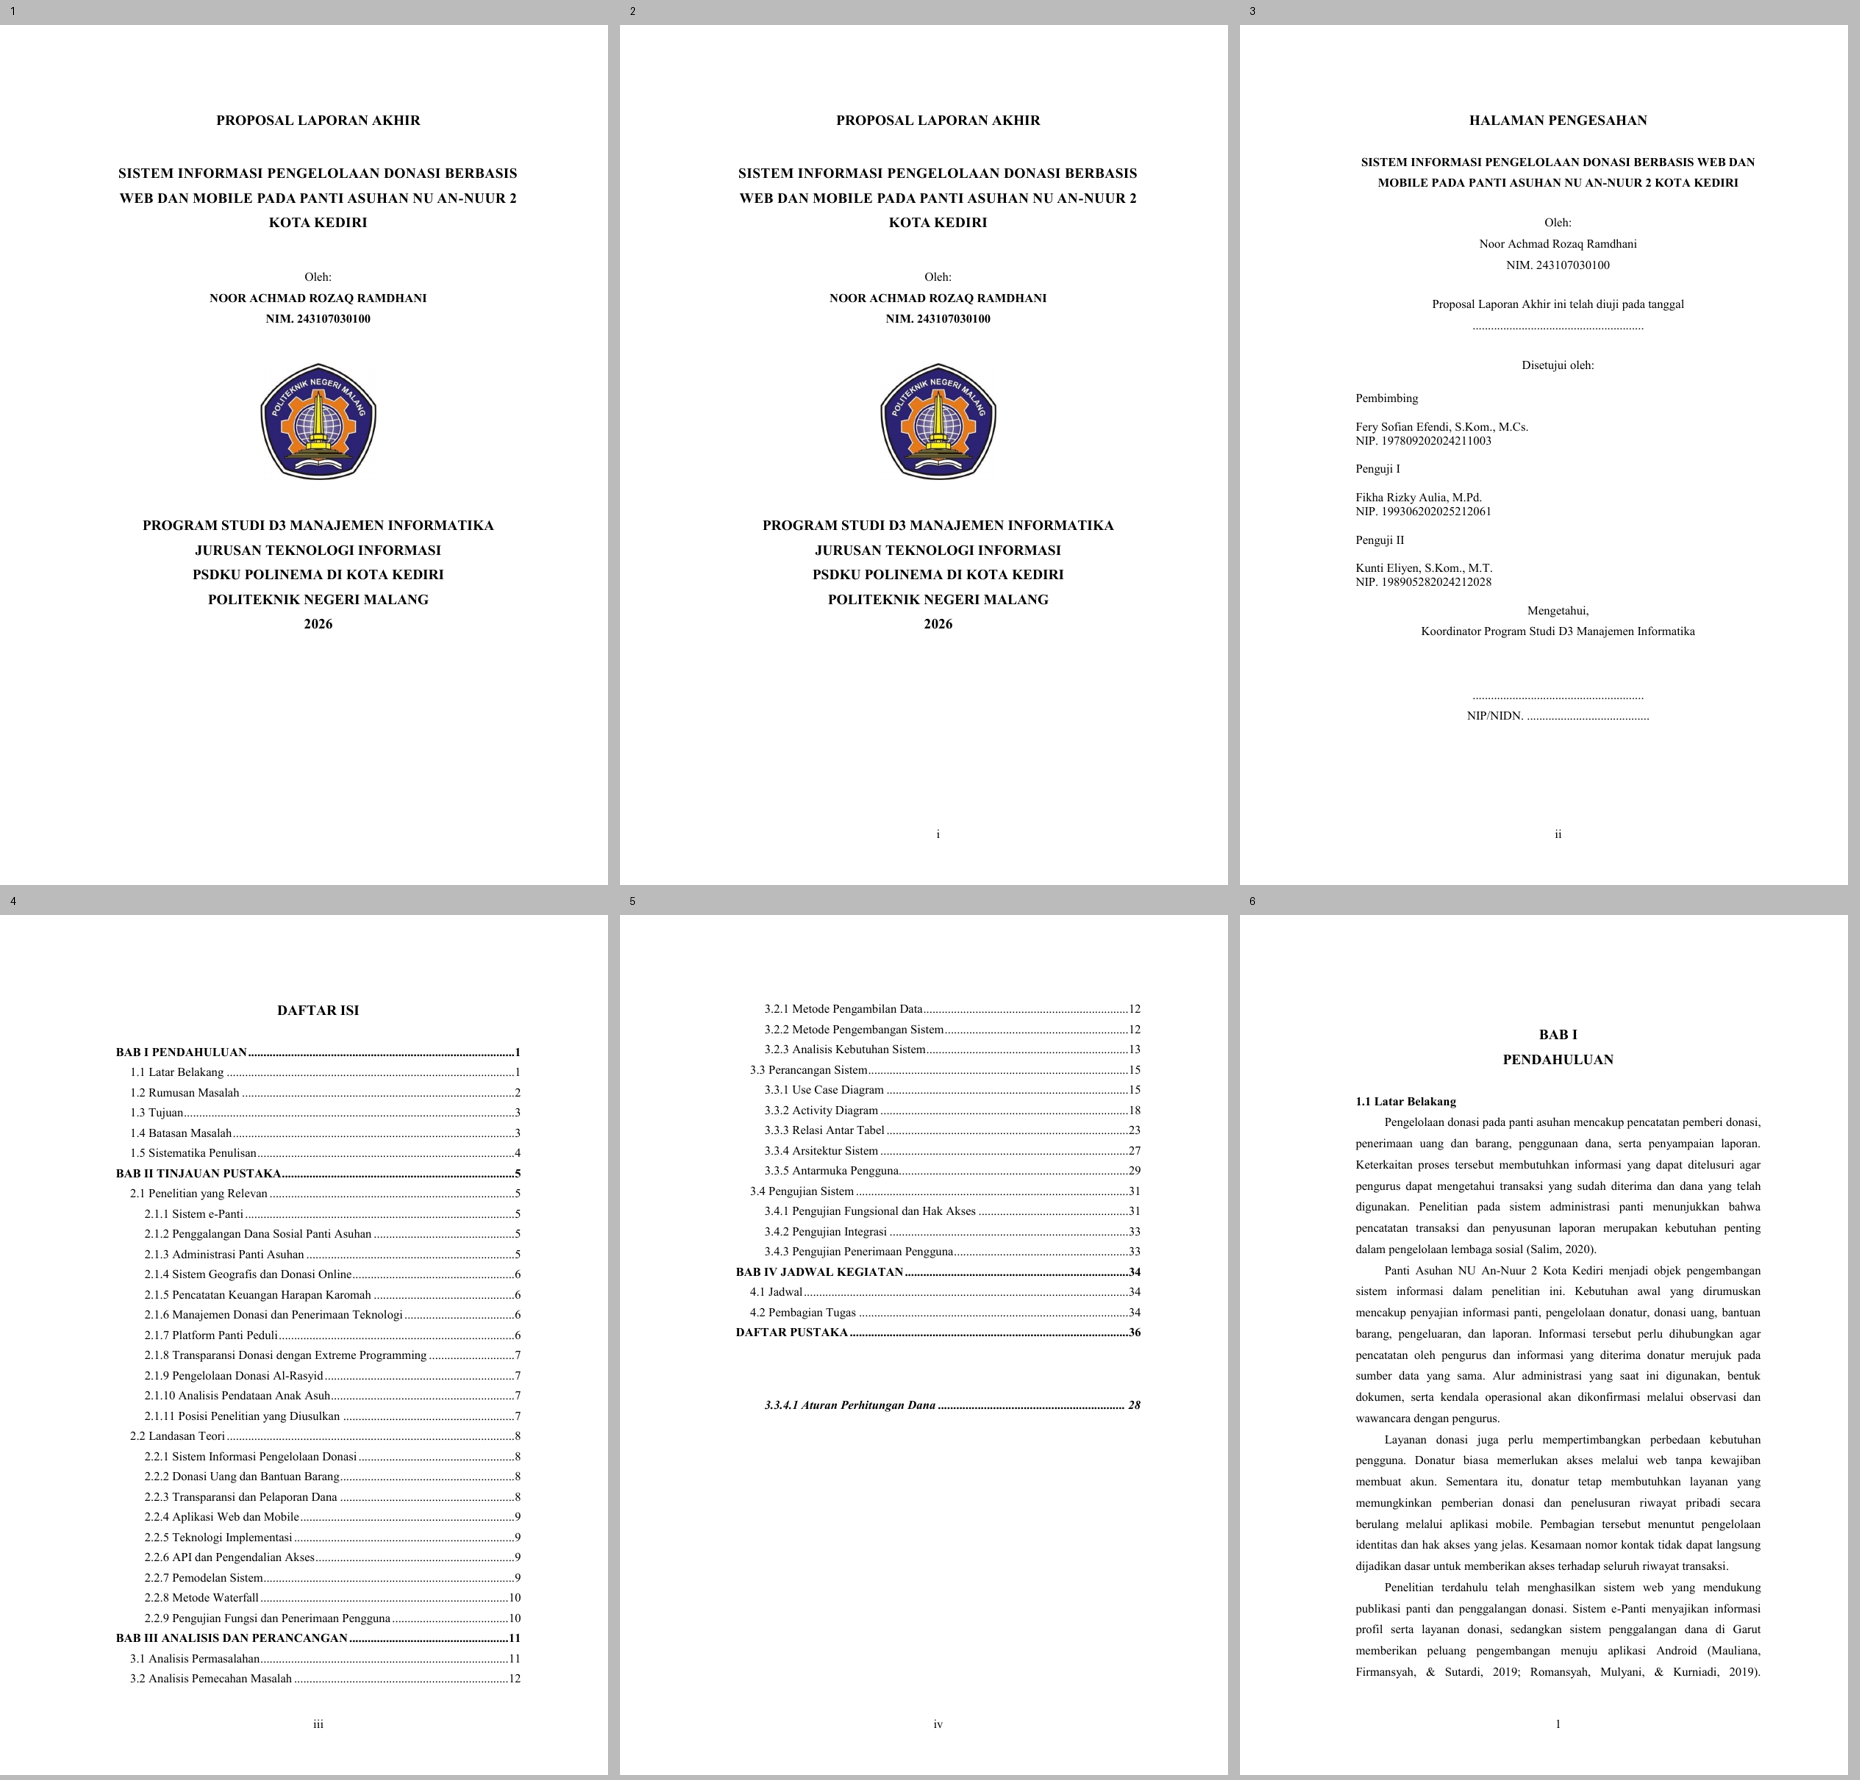 1
PROPOSAL LAPORAN AKHIR
SISTEM INFORMASI PENGELOLAAN DONASI BERBASIS
WEB DAN MOBILE PADA PANTI ASUHAN NU AN-NUUR 2
KOTA KEDIRI
Oleh:
NOOR ACHMAD ROZAQ RAMDHANI
NIM. 243107030100
POLITEKNIK NEGERI MALANG
PROGRAM STUDI D3 MANAJEMEN INFORMATIKA
JURUSAN TEKNOLOGI INFORMASI
PSDKU POLINEMA DI KOTA KEDIRI
POLITEKNIK NEGERI MALANG
2026
2
PROPOSAL LAPORAN AKHIR
SISTEM INFORMASI PENGELOLAAN DONASI BERBASIS
WEB DAN MOBILE PADA PANTI ASUHAN NU AN-NUUR 2
KOTA KEDIRI
Oleh:
NOOR ACHMAD ROZAQ RAMDHANI
NIM. 243107030100
POLITEKNIK NEGERI MALANG
PROGRAM STUDI D3 MANAJEMEN INFORMATIKA
JURUSAN TEKNOLOGI INFORMASI
PSDKU POLINEMA DI KOTA KEDIRI
POLITEKNIK NEGERI MALANG
2026
i
3
HALAMAN PENGESAHAN
SISTEM INFORMASI PENGELOLAAN DONASI BERBASIS WEB DAN
MOBILE PADA PANTI ASUHAN NU AN-NUUR 2 KOTA KEDIRI
Oleh:
Noor Achmad Rozaq Ramdhani
NIM. 243107030100
Proposal Laporan Akhir ini telah diuji pada tanggal
........................................................
Disetujui oleh:
Pembimbing
Fery Sofian Efendi, S.Kom., M.Cs.
NIP. 197809202024211003
Penguji I
Fikha Rizky Aulia, M.Pd.
NIP. 199306202025212061
Penguji II
Kunti Eliyen, S.Kom., M.T.
NIP. 198905282024212028
Mengetahui,
Koordinator Program Studi D3 Manajemen Informatika
........................................................
NIP/NIDN. ........................................
ii
4
DAFTAR ISI
BAB I PENDAHULUAN........1
1.1 Latar Belakang ........1
1.2 Rumusan Masalah ........2
1.3 Tujuan........3
1.4 Batasan Masalah........3
1.5 Sistematika Penulisan........4
BAB II TINJAUAN PUSTAKA........5
2.1 Penelitian yang Relevan ........5
2.1.1 Sistem e-Panti........5
2.1.2 Penggalangan Dana Sosial Panti Asuhan ........5
2.1.3 Administrasi Panti Asuhan ........5
2.1.4 Sistem Geografis dan Donasi Online........6
2.1.5 Pencatatan Keuangan Harapan Karomah ........6
2.1.6 Manajemen Donasi dan Penerimaan Teknologi........6
2.1.7 Platform Panti Peduli........6
2.1.8 Transparansi Donasi dengan Extreme Programming ........7
2.1.9 Pengelolaan Donasi Al-Rasyid........7
2.1.10 Analisis Pendataan Anak Asuh........7
2.1.11 Posisi Penelitian yang Diusulkan ........7
2.2 Landasan Teori ........8
2.2.1 Sistem Informasi Pengelolaan Donasi........8
2.2.2 Donasi Uang dan Bantuan Barang........8
2.2.3 Transparansi dan Pelaporan Dana ........8
2.2.4 Aplikasi Web dan Mobile........9
2.2.5 Teknologi Implementasi........9
2.2.6 API dan Pengendalian Akses........9
2.2.7 Pemodelan Sistem........9
2.2.8 Metode Waterfall........10
2.2.9 Pengujian Fungsi dan Penerimaan Pengguna ........10
BAB III ANALISIS DAN PERANCANGAN........11
3.1 Analisis Permasalahan........11
3.2 Analisis Pemecahan Masalah ........12
iii
5
3.2.1 Metode Pengambilan Data........12
3.2.2 Metode Pengembangan Sistem........12
3.2.3 Analisis Kebutuhan Sistem........13
3.3 Perancangan Sistem........15
3.3.1 Use Case Diagram ........15
3.3.2 Activity Diagram ........18
3.3.3 Relasi Antar Tabel ........23
3.3.4 Arsitektur Sistem ........27
3.3.5 Antarmuka Pengguna........29
3.4 Pengujian Sistem ........31
3.4.1 Pengujian Fungsional dan Hak Akses ........31
3.4.2 Pengujian Integrasi ........33
3.4.3 Pengujian Penerimaan Pengguna........33
BAB IV JADWAL KEGIATAN........34
4.1 Jadwal........34
4.2 Pembagian Tugas ........34
DAFTAR PUSTAKA........36
3.3.4.1 Aturan Perhitungan Dana ........ 28
iv
6
BAB I
PENDAHULUAN
1.1 Latar Belakang
Pengelolaan donasi pada panti asuhan mencakup pencatatan pemberi donasi,
penerimaan uang dan barang, penggunaan dana, serta penyampaian laporan.
Keterkaitan proses tersebut membutuhkan informasi yang dapat ditelusuri agar
pengurus dapat mengetahui transaksi yang sudah diterima dan dana yang telah
digunakan. Penelitian pada sistem administrasi panti menunjukkan bahwa
pencatatan transaksi dan penyusunan laporan merupakan kebutuhan penting
dalam pengelolaan lembaga sosial (Salim, 2020).
Panti Asuhan NU An-Nuur 2 Kota Kediri menjadi objek pengembangan
sistem informasi dalam penelitian ini. Kebutuhan awal yang dirumuskan
mencakup penyajian informasi panti, pengelolaan donatur, donasi uang, bantuan
barang, pengeluaran, dan laporan. Informasi tersebut perlu dihubungkan agar
pencatatan oleh pengurus dan informasi yang diterima donatur merujuk pada
sumber data yang sama. Alur administrasi yang saat ini digunakan, bentuk
dokumen, serta kendala operasional akan dikonfirmasi melalui observasi dan
wawancara dengan pengurus.
Layanan donasi juga perlu mempertimbangkan perbedaan kebutuhan
pengguna. Donatur biasa memerlukan akses melalui web tanpa kewajiban
membuat akun. Sementara itu, donatur tetap membutuhkan layanan yang
memungkinkan pemberian donasi dan penelusuran riwayat pribadi secara
berulang melalui aplikasi mobile. Pembagian tersebut menuntut pengelolaan
identitas dan hak akses yang jelas. Kesamaan nomor kontak tidak dapat langsung
dijadikan dasar untuk memberikan akses terhadap seluruh riwayat transaksi.
Penelitian terdahulu telah menghasilkan sistem web yang mendukung
publikasi panti dan penggalangan donasi. Sistem e-Panti menyajikan informasi
profil serta layanan donasi, sedangkan sistem penggalangan dana di Garut
memberikan peluang pengembangan menuju aplikasi Android (Mauliana,
Firmansyah, & Sutardi, 2019; Romansyah, Mulyani, & Kurniadi, 2019).
1